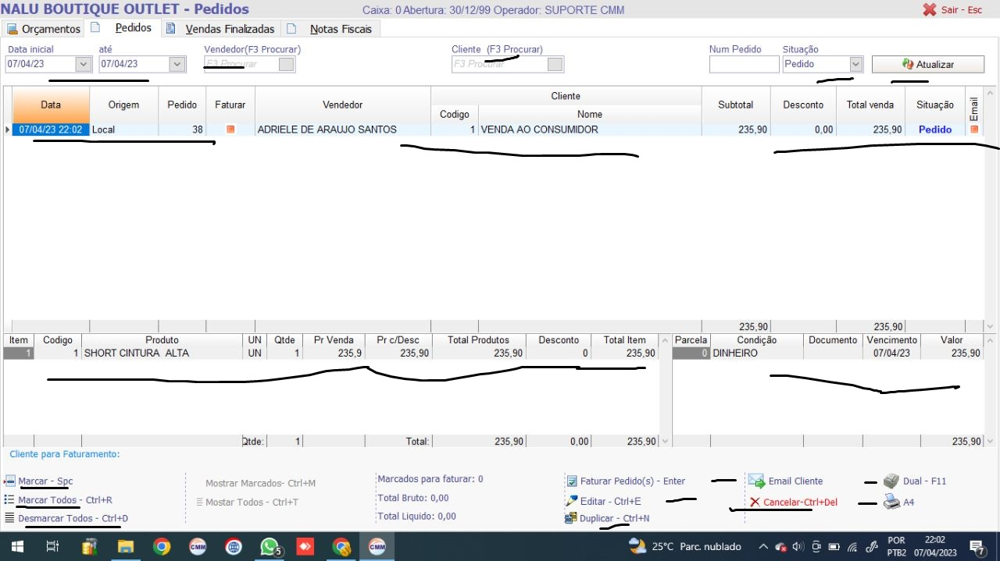 NALU BOUTIQUE OUTLET - Pedidos Caixa: 0 Abertura: 30/12/99 Operador: SUPORTE CMM Sair - Esc
Orçamentos Pedidos Vendas Finalizadas Notas Fiscais
Data inicial até Vendedor(F3 Procurar) Cliente (F3 Procurar) Num Pedido Situação
07/04/23 07/04/23 F3 Procurar F3 Procurar Pedido Atualizar
Cliente
Data Origem Pedido Faturar Vendedor Subtotal Desconto Total venda Situação Email
Codigo Nome
07/04/23 22:02 Local 38 ADRIELE DE ARAUJO SANTOS 1 VENDA AO CONSUMIDOR 235,90 0,00 235,90 Pedido
235,90 235,90
Item Codigo Produto UN Qtde Pr Venda Pr c/Desc Total Produtos Desconto Total Item Parcela Condição Documento Vencimento Valor
1 1 SHORT CINTURA ALTA UN 1 235,9 235,90 235,90 0 235,90 0 DINHEIRO 07/04/23 235,90
Qtde: 1 Total: 235,90 0,00 235,90 235,90
Cliente para Faturamento:
Marcar - Spc Mostrar Marcados- Ctrl+M Marcados para faturar: 0 Faturar Pedido(s) - Enter Email Cliente Dual - F11
Marcar Todos - Ctrl+R Mostar Todos - Ctrl+T Total Bruto: 0,00 Editar - Ctrl+E Cancelar-Ctrl+Del A4
Desmarcar Todos - Ctrl+D Total Liquido: 0,00 Duplicar - Ctrl+N
CMM 5 CMM 25°C Parc. nublado POR 22:02
PTB2 07/04/2023 7